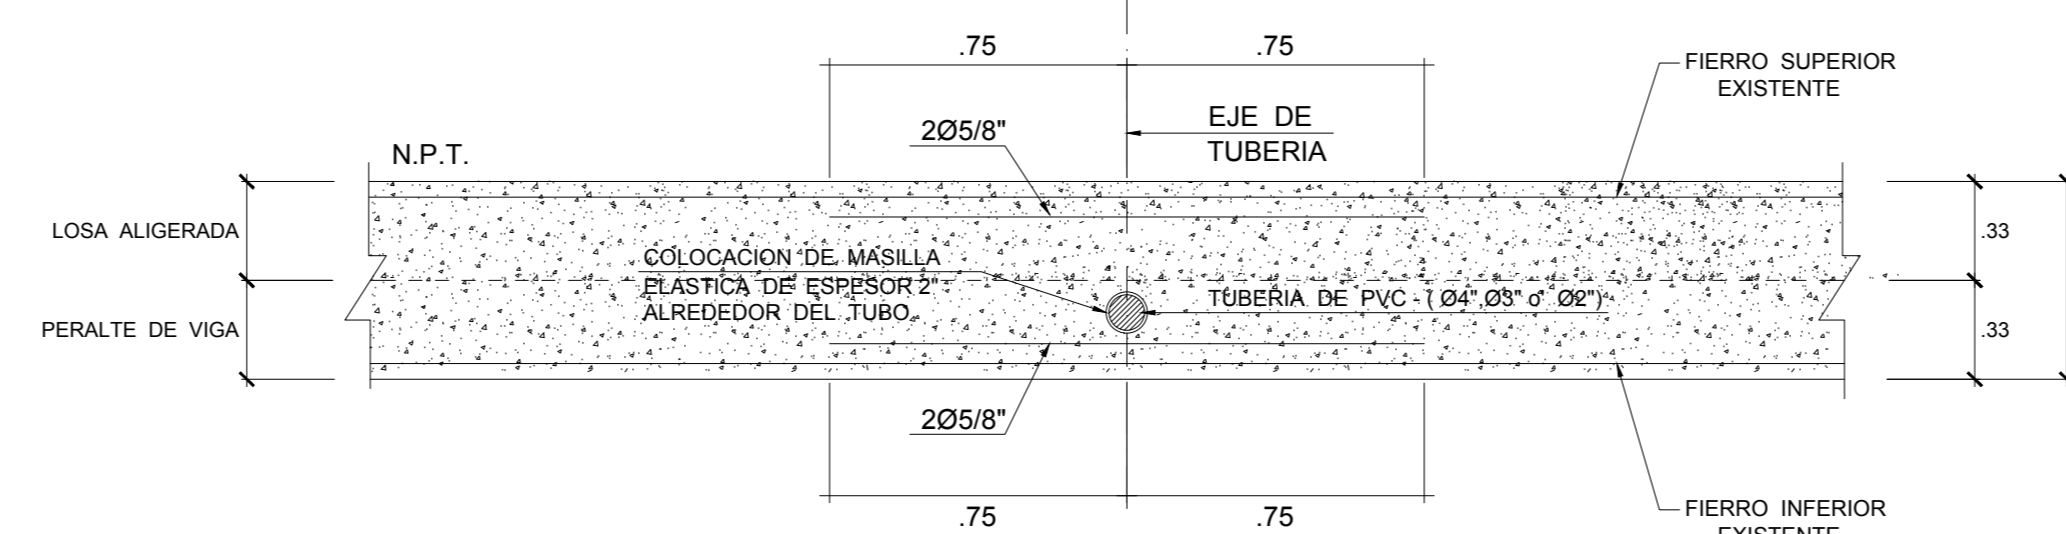 .75
.75
FIERRO SUPERIOR
EXISTENTE
2Ø5/8"
EJE DE
TUBERIA
N.P.T.
LOSA ALIGERADA
.33
COLOCACION DE MASILLA
ELASTICA DE ESPESOR 2"
ALREDEDOR DEL TUBO.
TUBERIA DE PVC - ( Ø4",Ø3" o Ø2")
PERALTE DE VIGA
.33
2Ø5/8"
.75
.75
FIERRO INFERIOR
EXISTENTE